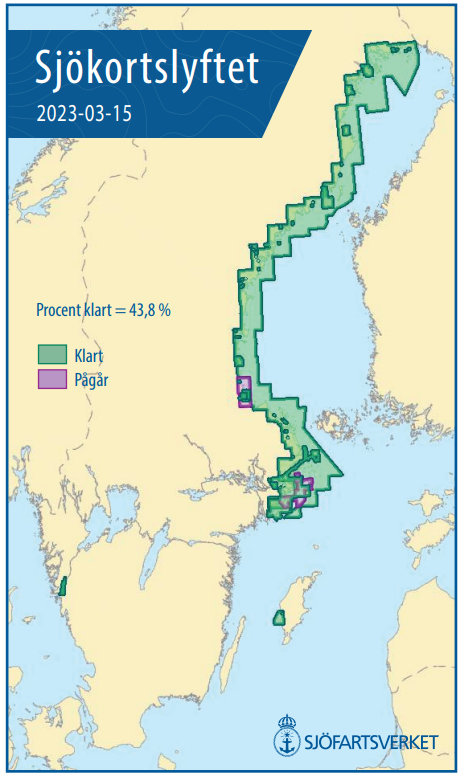 Sjökortslyftet
2023-03-15
Procent klart = 43,8 %
Klart
Pågår
SJÖFARTSVERKET